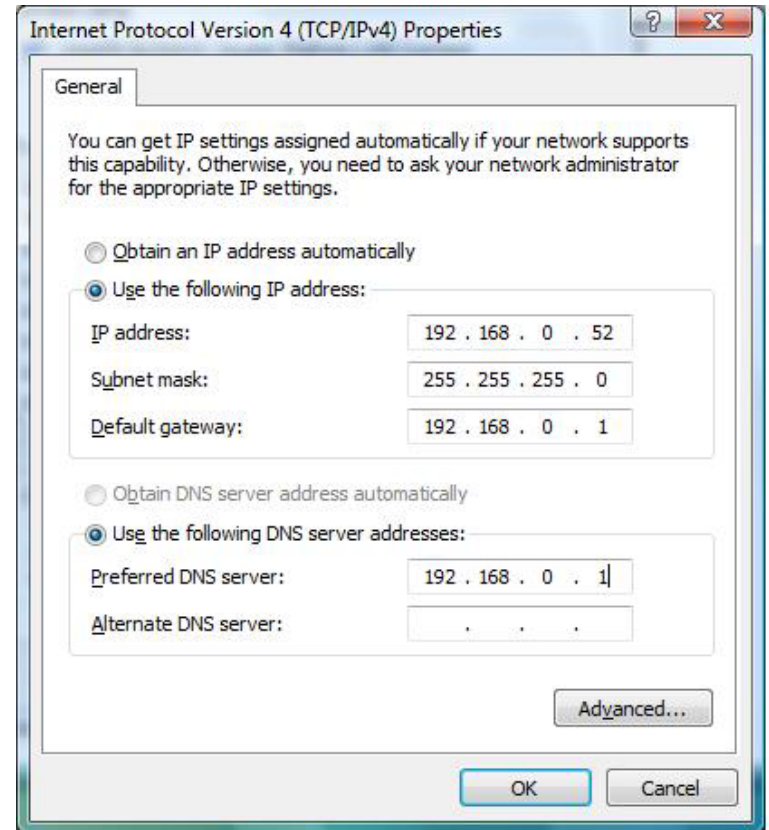 Internet Protocol Version 4 (TCP/IPv4) Properties
?
X
General
You can get IP settings assigned automatically if your network supports
this capability. Otherwise, you need to ask your network administrator
for the appropriate IP settings.
Obtain an IP address automatically
Use the following IP address:
IP address: 192 . 168 . 0 . 52
Subnet mask: 255 . 255 . 255 . 0
Default gateway: 192 . 168 . 0 . 1
Obtain DNS server address automatically
Use the following DNS server addresses:
Preferred DNS server: 192 . 168 . 0 . 1
Alternate DNS server: . . .
Advanced...
OK Cancel